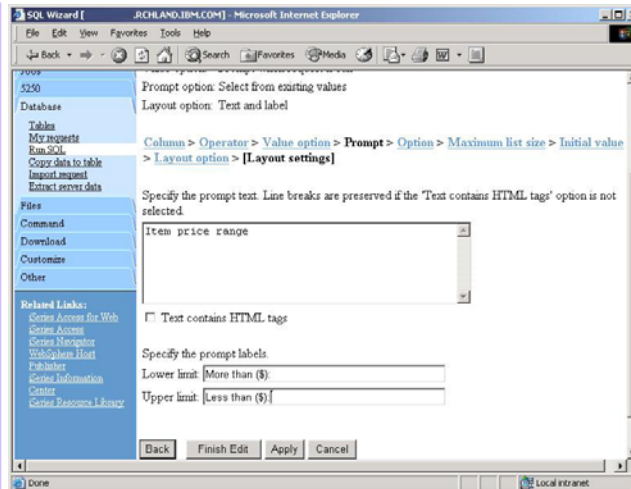 SQL Wizard [ .RCHLAND.IBM.COM] - Microsoft Internet Explorer
File Edit View Favorites Tools Help
Back Search Favorites Media
Jobs
5250
Database
Tables
My requests
Run SQL
Copy data to table
Import request
Extract server data
Files
Command
Download
Customize
Other
Related Links:
iSeries Access for Web
iSeries Access
iSeries Navigator
WebSphere Host
Publisher
iSeries Information
Center
iSeries Resource Library
Prompt option: Select from existing values
Layout option: Text and label
Column > Operator > Value option > Prompt > Option > Maximum list size > Initial value
> Layout option > [Layout settings]
Specify the prompt text. Line breaks are preserved if the 'Text contains HTML tags' option is not
selected.
Item price range
Text contains HTML tags
Specify the prompt labels.
Lower limit: More than ($):
Upper limit: Less than ($):
Back Finish Edit Apply Cancel
Done Local intranet